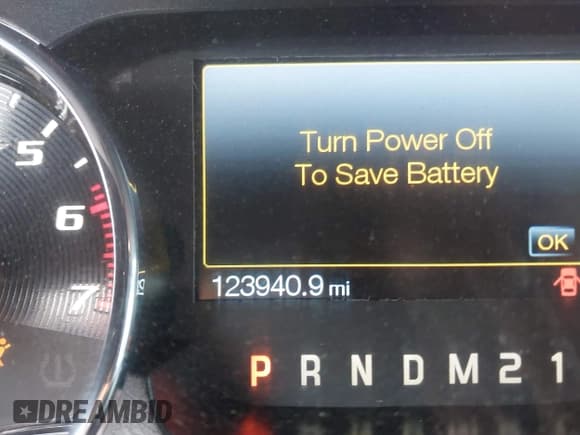 Turn Power Off
To Save Battery
OK
5
6
7
123940.9 mi
P R N D M 2 1
DREAMBID